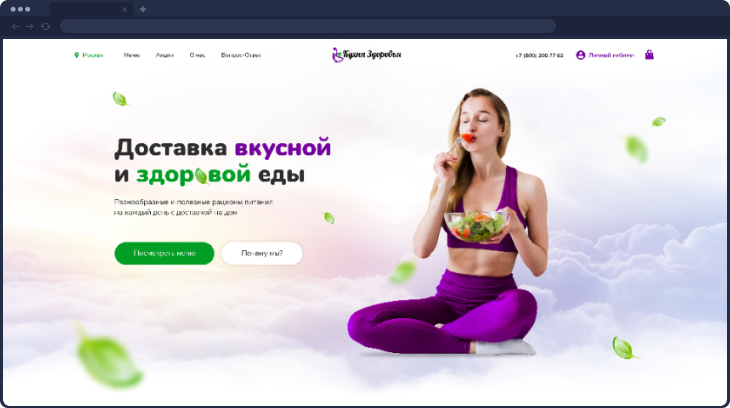 Москва Меню Акции О нас Вопрос-Ответ Кухня Здоровья +7 (800) 200 77 62 Личный кабинет
Доставка вкусной
и здоровой еды
Разнообразные и полезные рационы питания
на каждый день с доставкой на дом
Посмотреть меню Почему мы?